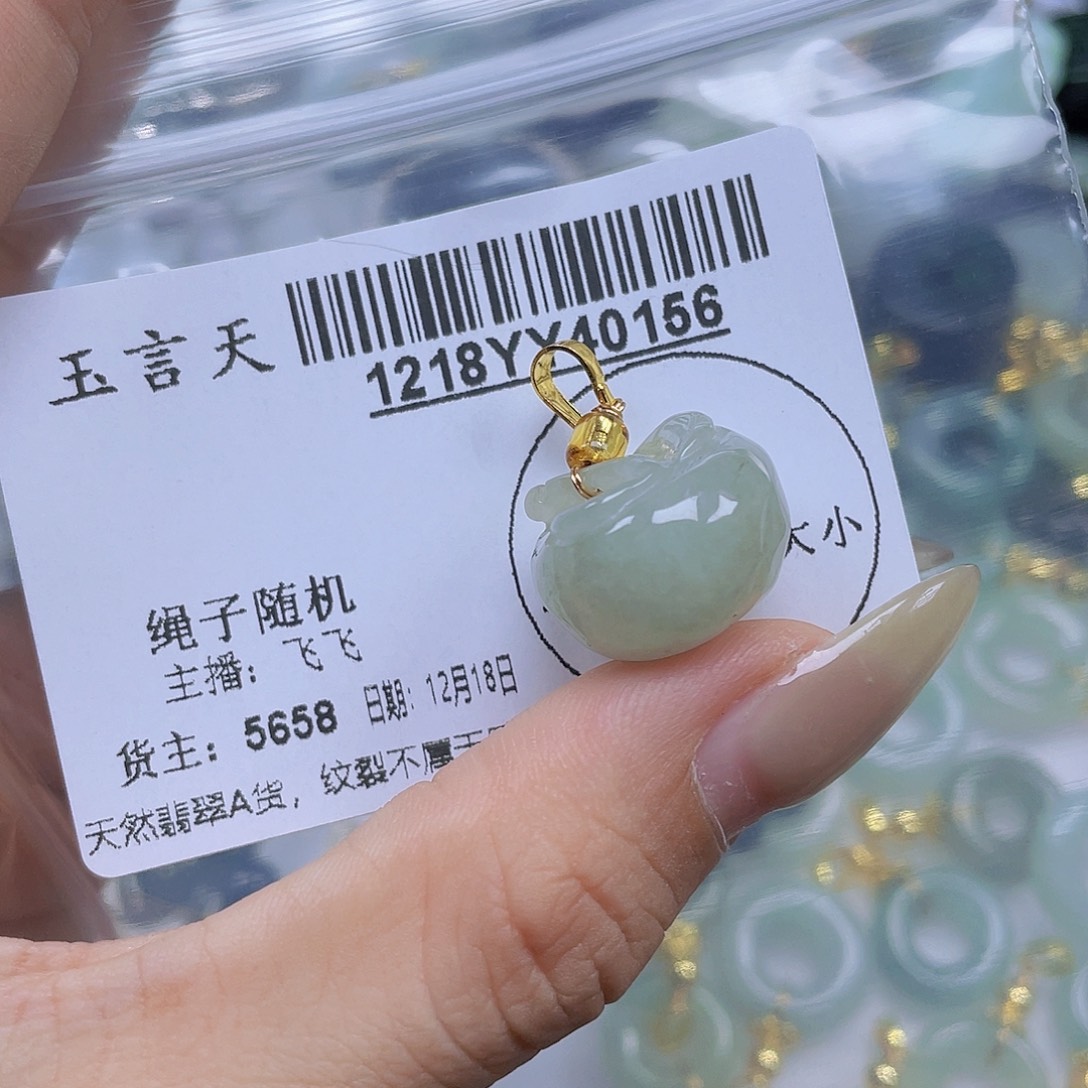 玉言天
1218YY40156
大小
绳子随机
主播：飞飞
货主：5658 日期：12月18日
天然翡翠A货，纹裂不属于